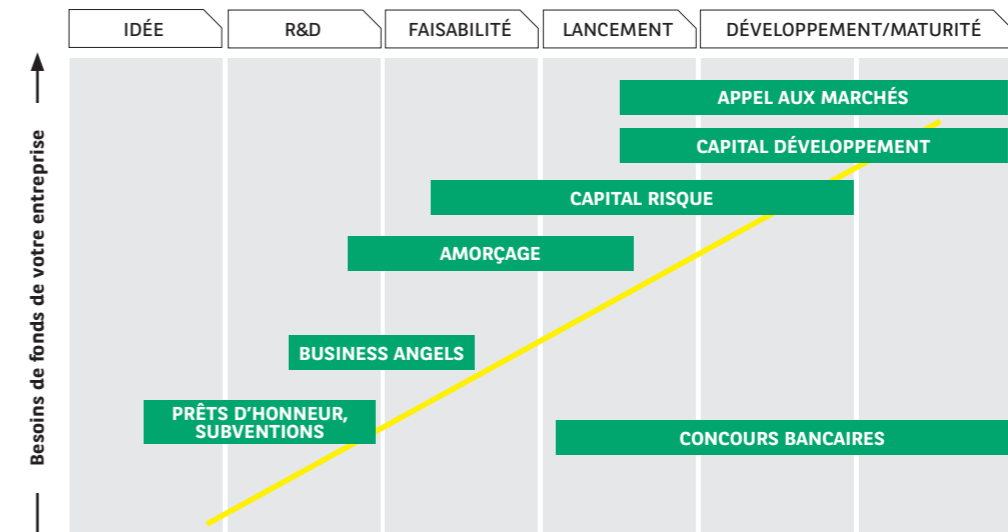 IDÉE
R&D
FAISABILITÉ
LANCEMENT
DÉVELOPPEMENT/MATURITÉ
Besoins de fonds de votre entreprise
APPEL AUX MARCHÉS
CAPITAL DÉVELOPPEMENT
CAPITAL RISQUE
AMORÇAGE
BUSINESS ANGELS
PRÊTS D’HONNEUR,
SUBVENTIONS
CONCOURS BANCAIRES